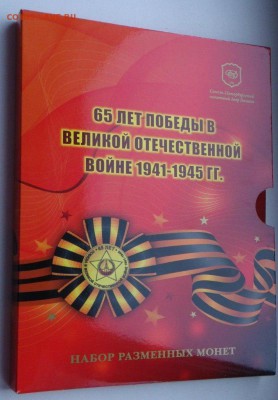 65 ЛЕТ ПОБЕДЫ В
ВЕЛИКОЙ ОТЕЧЕСТВЕННОЙ
ВОЙНЕ 1941-1945 ГГ.
НАБОР РАЗМЕННЫХ МОНЕТ